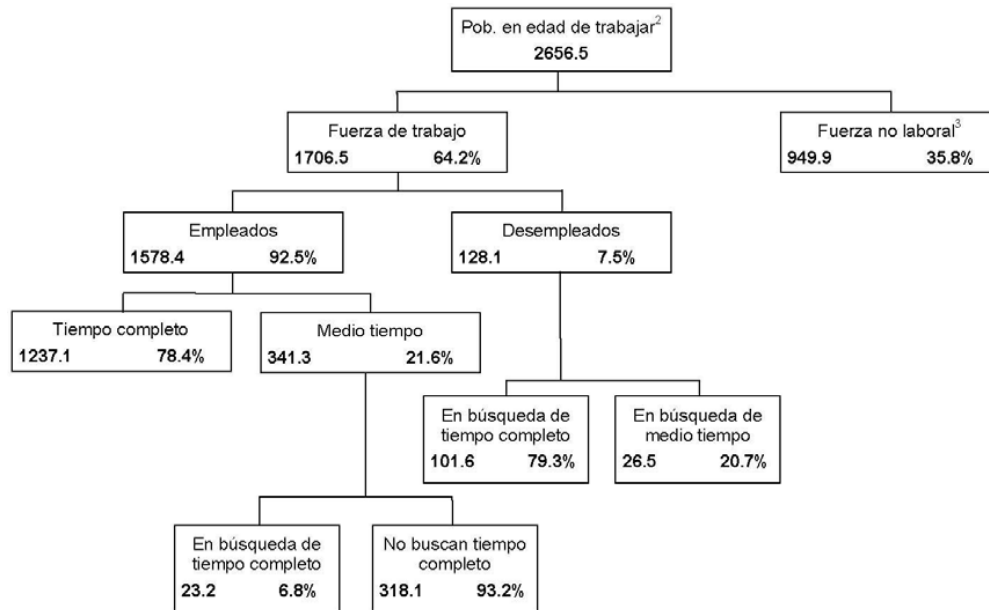 Pob. en edad de trabajar²
2656.5
Fuerza de trabajo
1706.5 64.2%
Fuerza no laboral³
949.9 35.8%
Empleados
1578.4 92.5%
Desempleados
128.1 7.5%
Tiempo completo
1237.1 78.4%
Medio tiempo
341.3 21.6%
En búsqueda de
tiempo completo
101.6 79.3%
En búsqueda de
medio tiempo
26.5 20.7%
En búsqueda de
tiempo completo
23.2 6.8%
No buscan tiempo
completo
318.1 93.2%